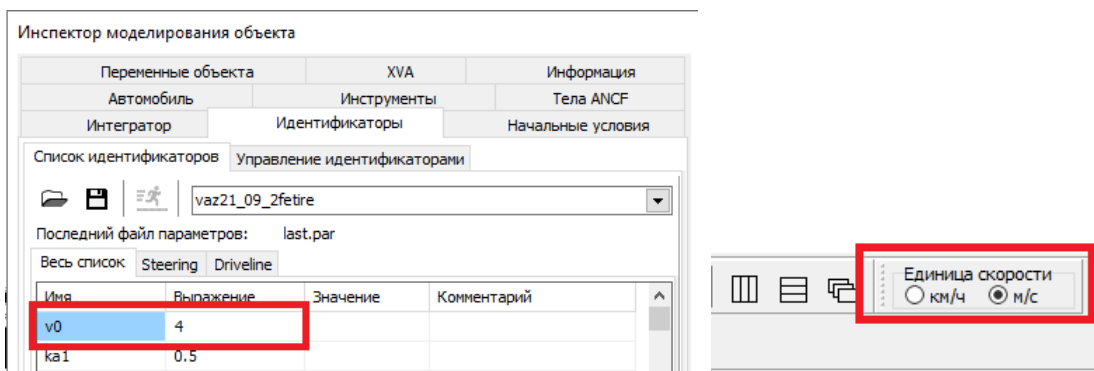 Инспектор моделирования объекта
Переменные объекта XVA Информация
Автомобиль Инструменты Тела ANCF
Интегратор Идентификаторы Начальные условия
Список идентификаторов Управление идентификаторами
vaz21_09_2fetire
Последний файл параметров: last.par
Весь список Steering Driveline
Имя Выражение Значение Комментарий
v0 4
ka1 0.5
Единица скорости
км/ч м/с